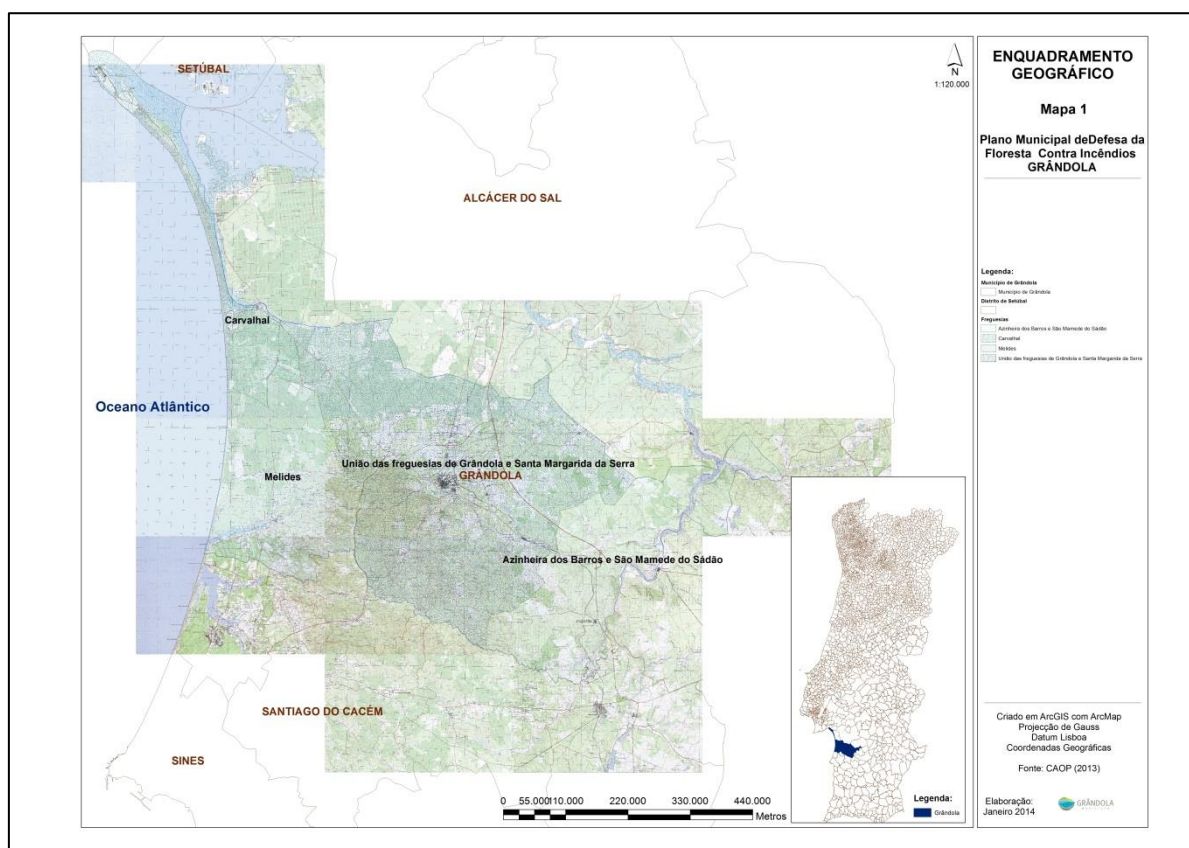 SETÚBAL
N
1:120.000
ALCÁCER DO SAL
Carvalhal
Oceano Atlântico
Melides
União das freguesias de Grândola e Santa Margarida da Serra
GRÂNDOLA
Azinheira dos Barros e São Mamede do Sádão
SANTIAGO DO CACÉM
SINES
0 55.000 110.000 220.000 330.000 440.000
Metros
Legenda:
Grândola
ENQUADRAMENTO
GEOGRÁFICO
Mapa 1
Plano Municipal deDefesa da
Floresta Contra Incêndios
GRÂNDOLA
Legenda:
Município de Grândola
Município de Grândola
Distrito de Setúbal
Freguesias
Azinheira dos Barros e São Mamede do Sádão
Carvalhal
Melides
União das freguesias de Grândola e Santa Margarida da Serra
Criado em ArcGIS com ArcMap
Projecção de Gauss
Datum Lisboa
Coordenadas Geográficas
Fonte: CAOP (2013)
Elaboração:
Janeiro 2014
GRÂNDOLA